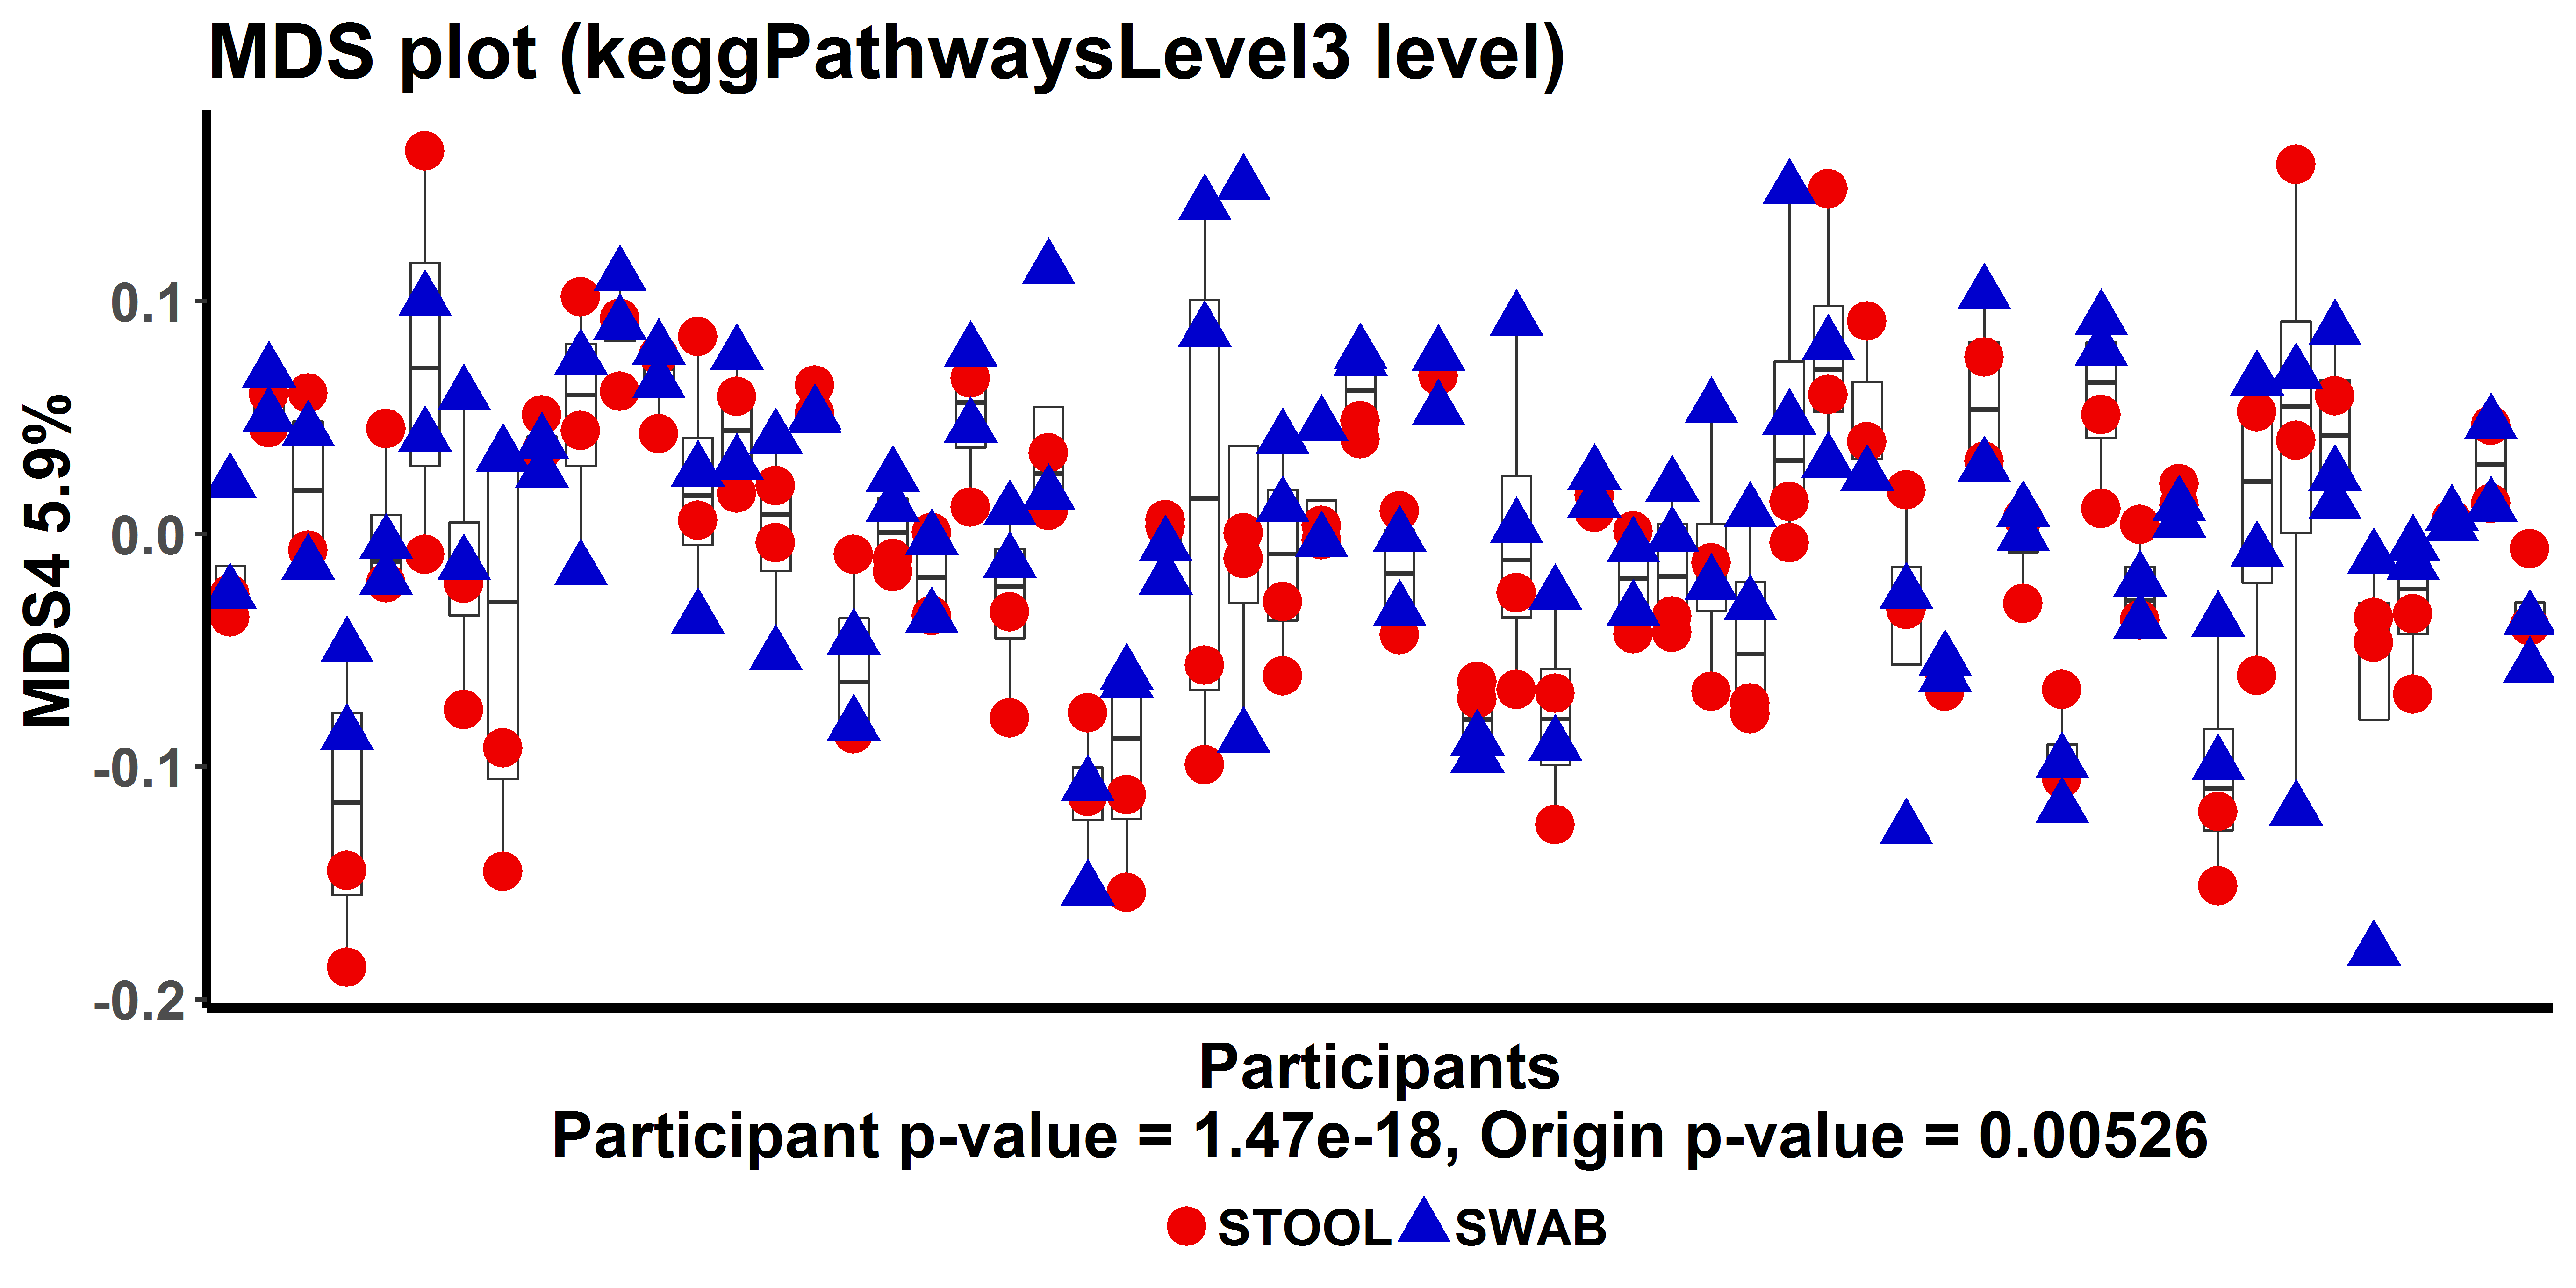 MDS plot (keggPathwaysLevel3 level)
MDS4 5.9%
0.1
0.0
-0.1
-0.2
Participants
Participant p-value = 1.47e-18, Origin p-value = 0.00526
STOOL SWAB